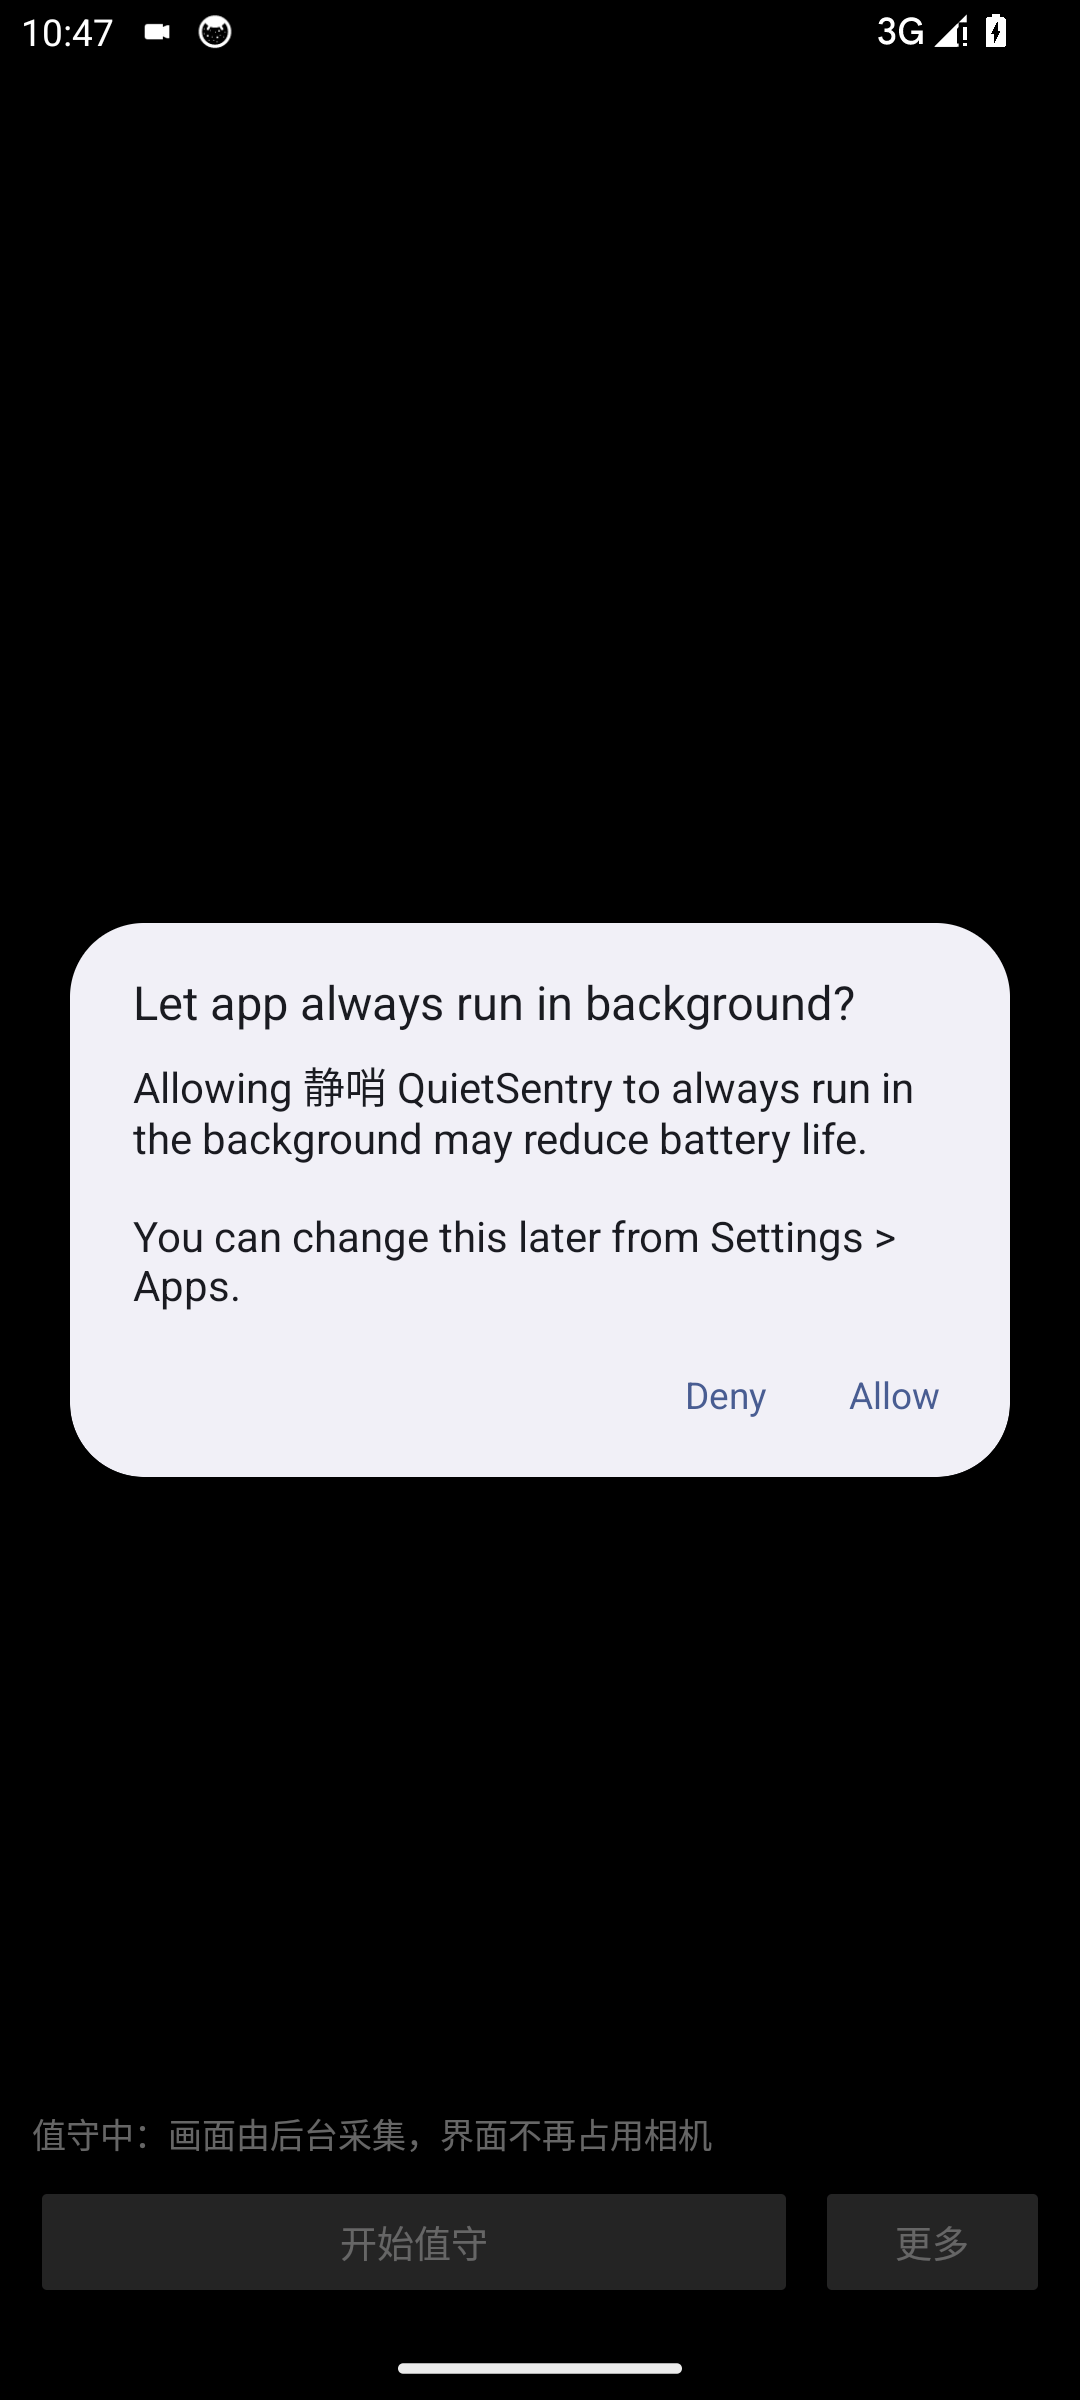 10:47
3G
Let app always run in background?
Allowing 静哨 QuietSentry to always run in
the background may reduce battery life.
You can change this later from Settings >
Apps.
Deny
Allow
值守中：画面由后台采集，界面不再占用相机
开始值守
更多